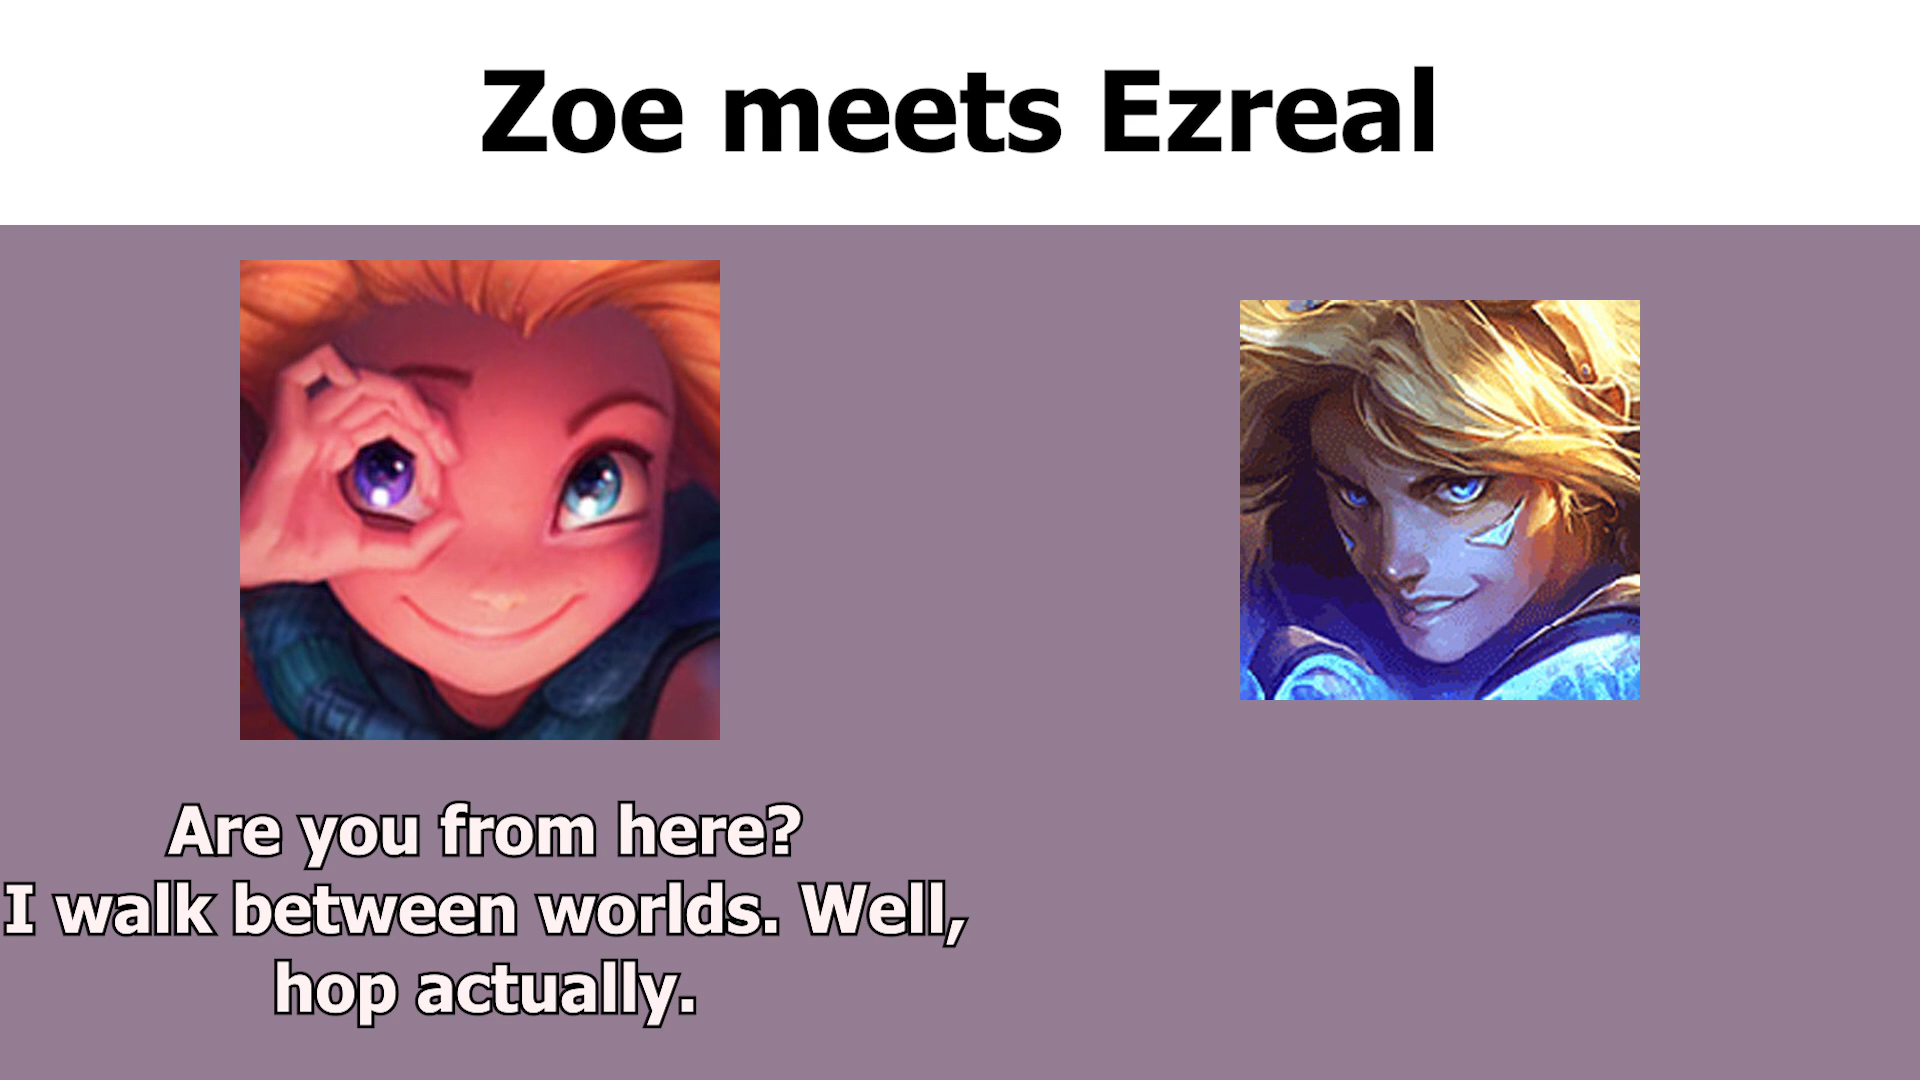 Zoe meets Ezreal
Are you from here?
I walk between worlds. Well,
hop actually.